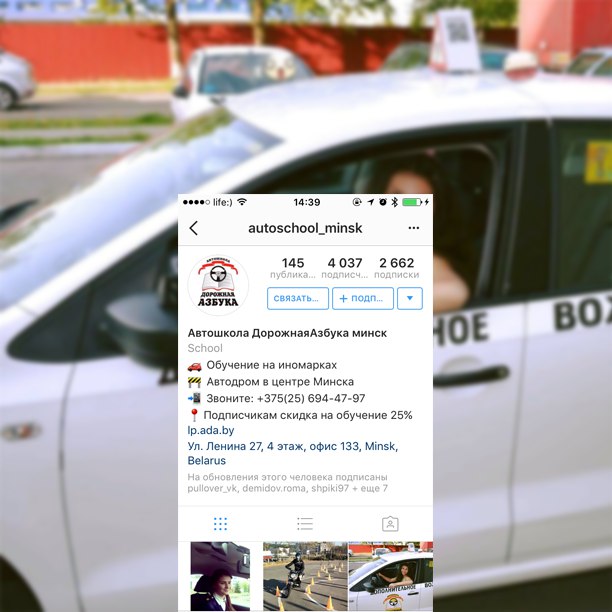 life:) 14:39
autoschool_minsk
145 4 037 2 662
публика... подписч... подписки
АВТОШКОЛА
ДОРОЖНАЯ
АЗБУКА
СВЯЗАТЬ... + ПОДП...
Автошкола ДорожнаяАзбука минск
School
Обучение на иномарках
Автодром в центре Минска
Звоните: +375(25) 694-47-97
Подписчикам скидка на обучение 25%
lp.ada.by
Ул. Ленина 27, 4 этаж, офис 133, Minsk,
Belarus
На обновления этого человека подписаны
pullover_vk, demidov.roma, shpiki97 + еще 7
НОЕ ВОЖ
ДОПОЛНИТЕЛЬНОЕ ВОЖ